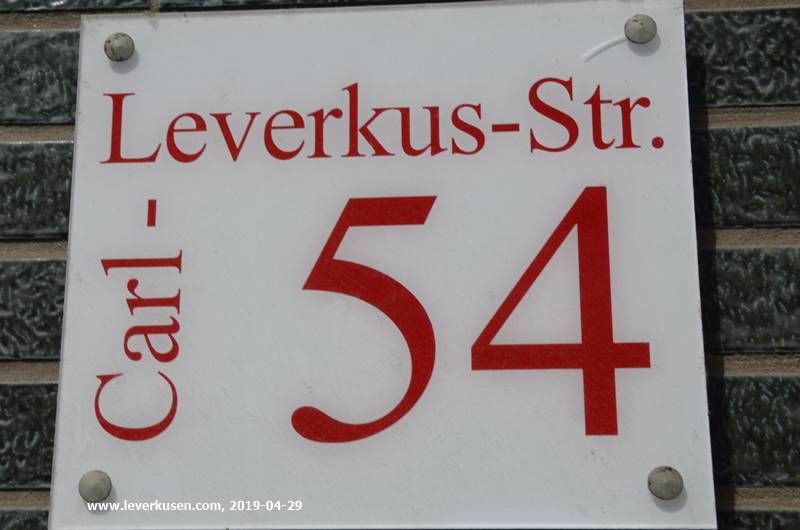 Carl -
Leverkus-Str.
54
www.leverkusen.com, 2019-04-29